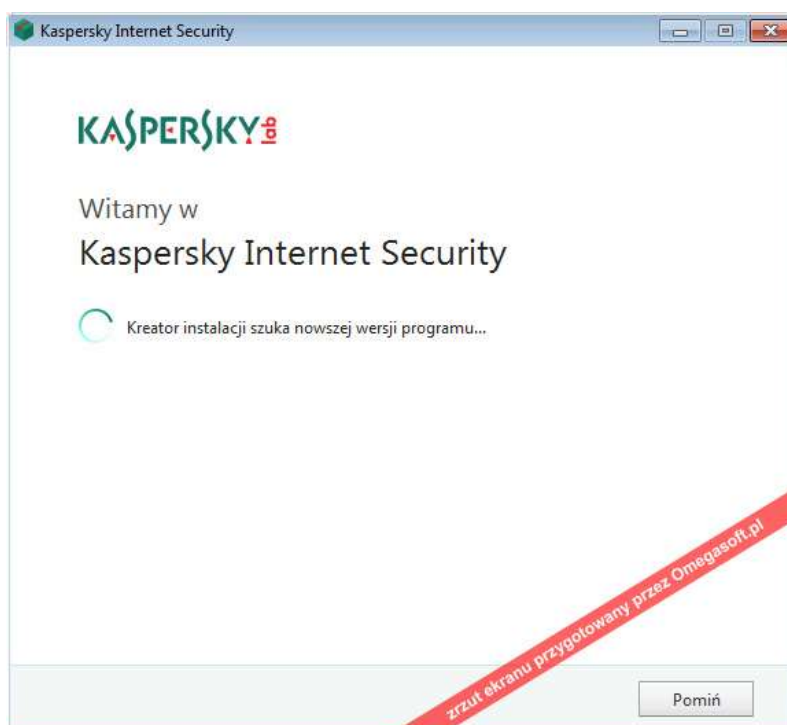 Kaspersky Internet Security
KASPERSKY lab
Witamy w
Kaspersky Internet Security
Kreator instalacji szuka nowszej wersji programu...
zrzut ekranu przygotowany przez Omegasoft.pl
Pomiń